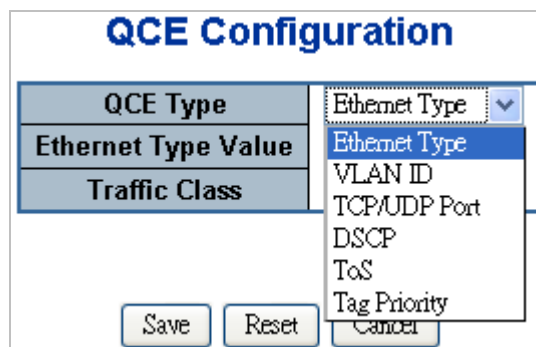 QCE Configuration
QCE Type Ethernet Type
Ethernet Type Value Ethernet Type
VLAN ID
Traffic Class
TCP/UDP Port
DSCP
ToS
Tag Priority
Save Reset Cancel